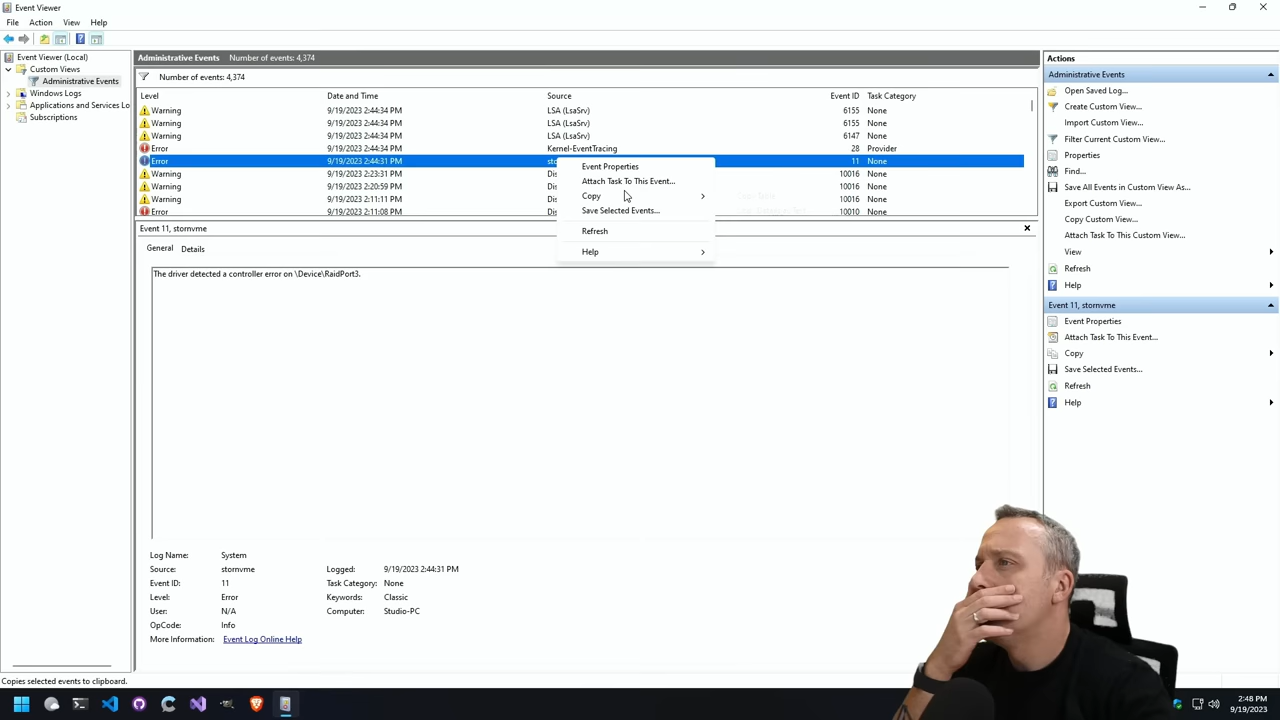 Event Viewer
File Action View Help
Event Viewer (Local)
Custom Views
Administrative Events
Windows Logs
Applications and Services Lo
Subscriptions
Administrative Events Number of events: 4,374
Number of events: 4,374
Level Date and Time Source Event ID Task Category
Warning 9/19/2023 2:44:34 PM LSA (LsaSrv) 6155 None
Warning 9/19/2023 2:44:34 PM LSA (LsaSrv) 6155 None
Warning 9/19/2023 2:44:34 PM LSA (LsaSrv) 6147 None
Error 9/19/2023 2:44:34 PM Kernel-EventTracing 28 Provider
Error 9/19/2023 2:44:31 PM sto 11 None
Warning 9/19/2023 2:23:31 PM Dis 10016 None
Warning 9/19/2023 2:20:59 PM Dis 10016 None
Warning 9/19/2023 2:11:11 PM Dis 10016 None
Error 9/19/2023 2:11:08 PM Dis 10010 None
Event Properties
Attach Task To This Event...
Copy
Save Selected Events...
Refresh
Help
Event 11, stornvme
General Details
The driver detected a controller error on \Device\RaidPort3.
Log Name: System
Source: stornvme Logged: 9/19/2023 2:44:31 PM
Event ID: 11 Task Category: None
Level: Error Keywords: Classic
User: N/A Computer: Studio-PC
OpCode: Info
More Information: Event Log Online Help
Actions
Administrative Events
Open Saved Log...
Create Custom View...
Import Custom View...
Filter Current Custom View...
Properties
Find...
Save All Events in Custom View As...
Export Custom View...
Copy Custom View...
Attach Task To This Custom View...
View
Refresh
Help
Event 11, stornvme
Event Properties
Attach Task To This Event...
Copy
Save Selected Events...
Refresh
Help
Copies selected events to clipboard.
2:48 PM
9/19/2023